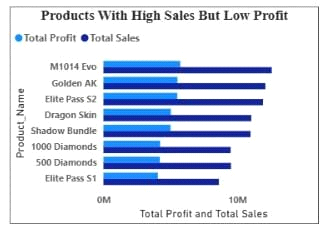 Products With High Sales But Low Profit
Total Profit Total Sales
Product_Name
M1014 Evo
Golden AK
Elite Pass S2
Dragon Skin
Shadow Bundle
1000 Diamonds
500 Diamonds
Elite Pass S1
0M 10M
Total Profit and Total Sales